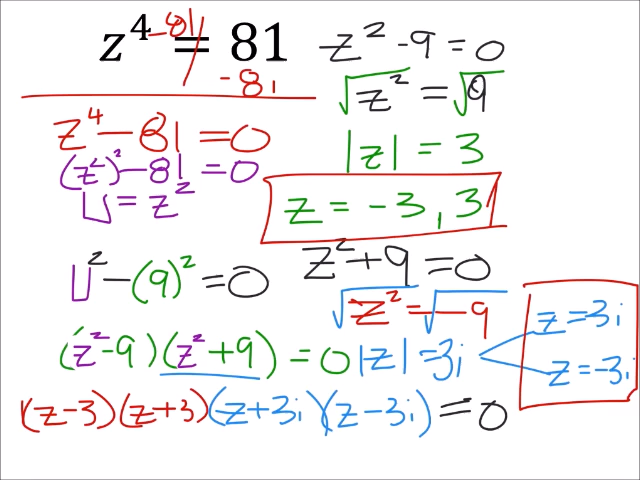 z⁴ = 81
-81 -81
z⁴ - 81 = 0
(z²)² - 81 = 0
U = z²
U² - (9)² = 0
(z² - 9)(z² + 9) = 0
(z - 3)(z + 3)(z + 3i)(z - 3i) = 0
z² - 9 = 0
√z² = √9
|z| = 3
z = -3, 3
z² + 9 = 0
√z² = √-9
|z| = 3i
z = 3i
z = -3i